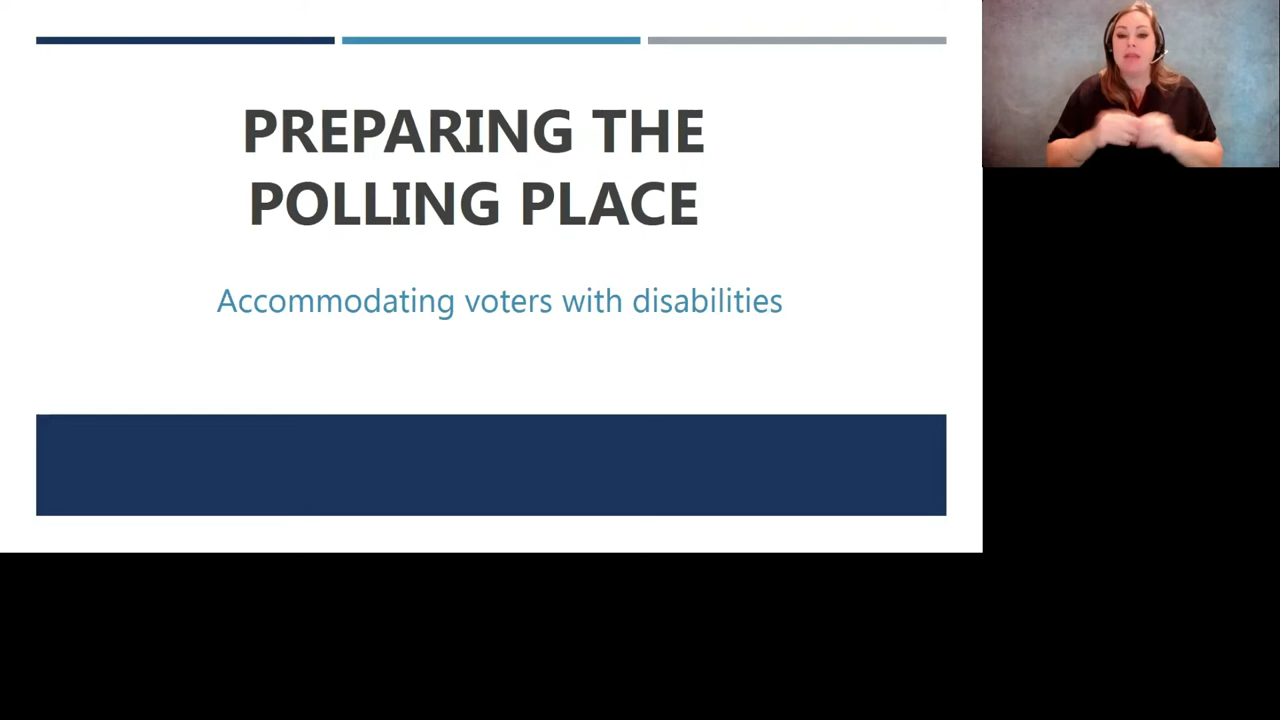 PREPARING THE
POLLING PLACE
Accommodating voters with disabilities